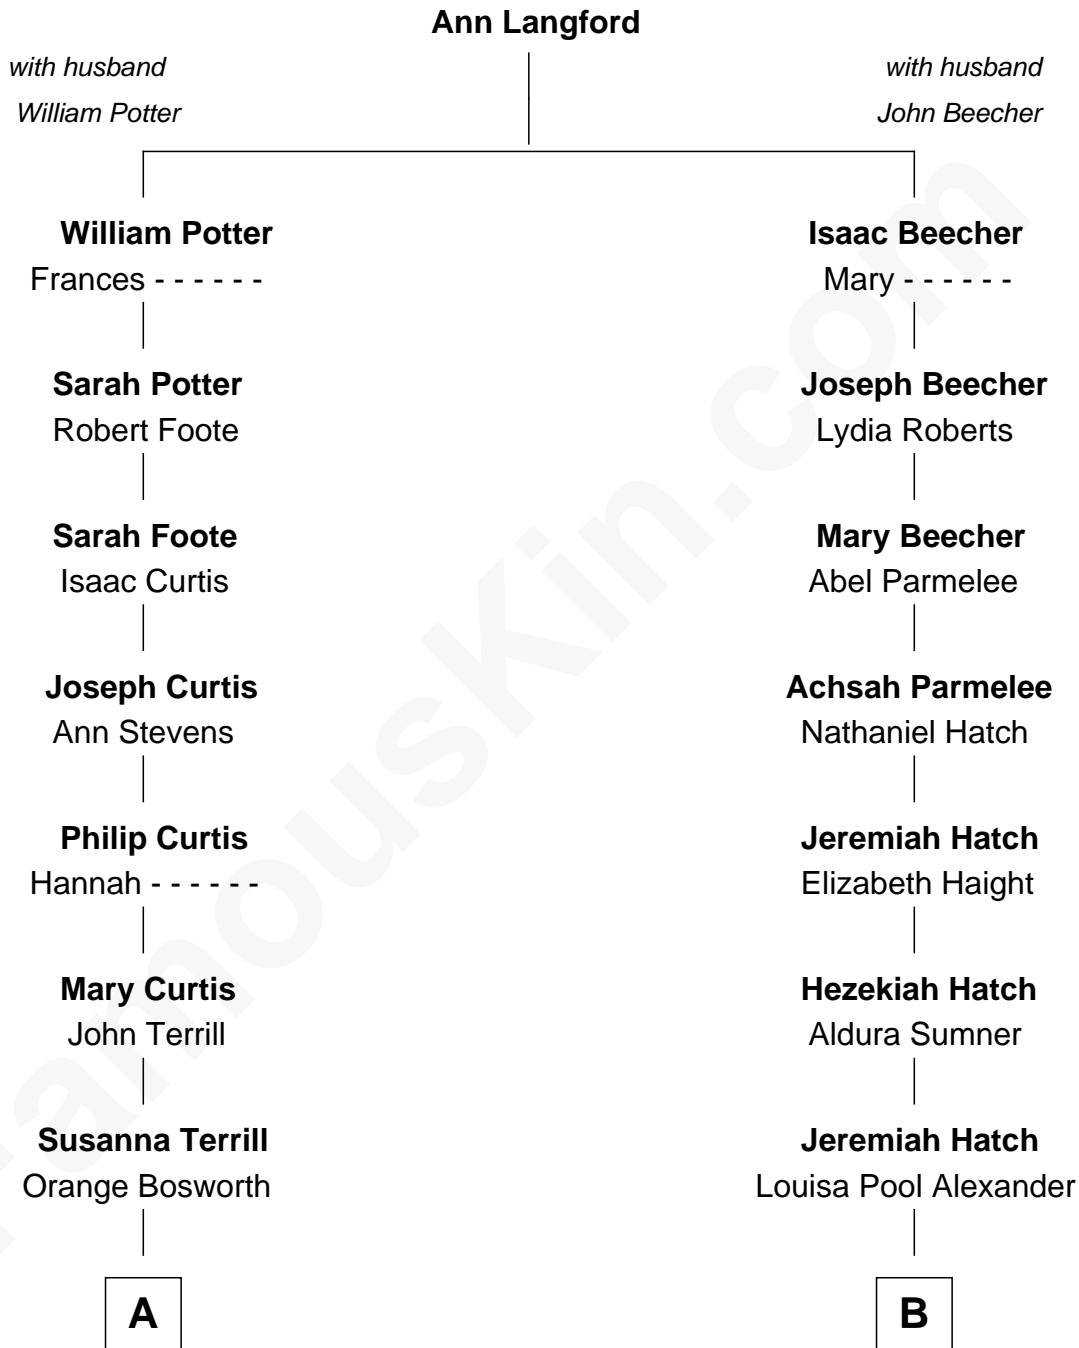 Ann Langford
with husband
William Potter
with husband
John Beecher
William Potter
Frances - - - - - -
Isaac Beecher
Mary - - - - - -
Sarah Potter
Robert Foote
Joseph Beecher
Lydia Roberts
Sarah Foote
Isaac Curtis
Mary Beecher
Abel Parmelee
Joseph Curtis
Ann Stevens
Achsah Parmelee
Nathaniel Hatch
Philip Curtis
Hannah - - - - - -
Jeremiah Hatch
Elizabeth Haight
Mary Curtis
John Terrill
Hezekiah Hatch
Aldura Sumner
Susanna Terrill
Orange Bosworth
Jeremiah Hatch
Louisa Pool Alexander
A
B
FamousKin.com